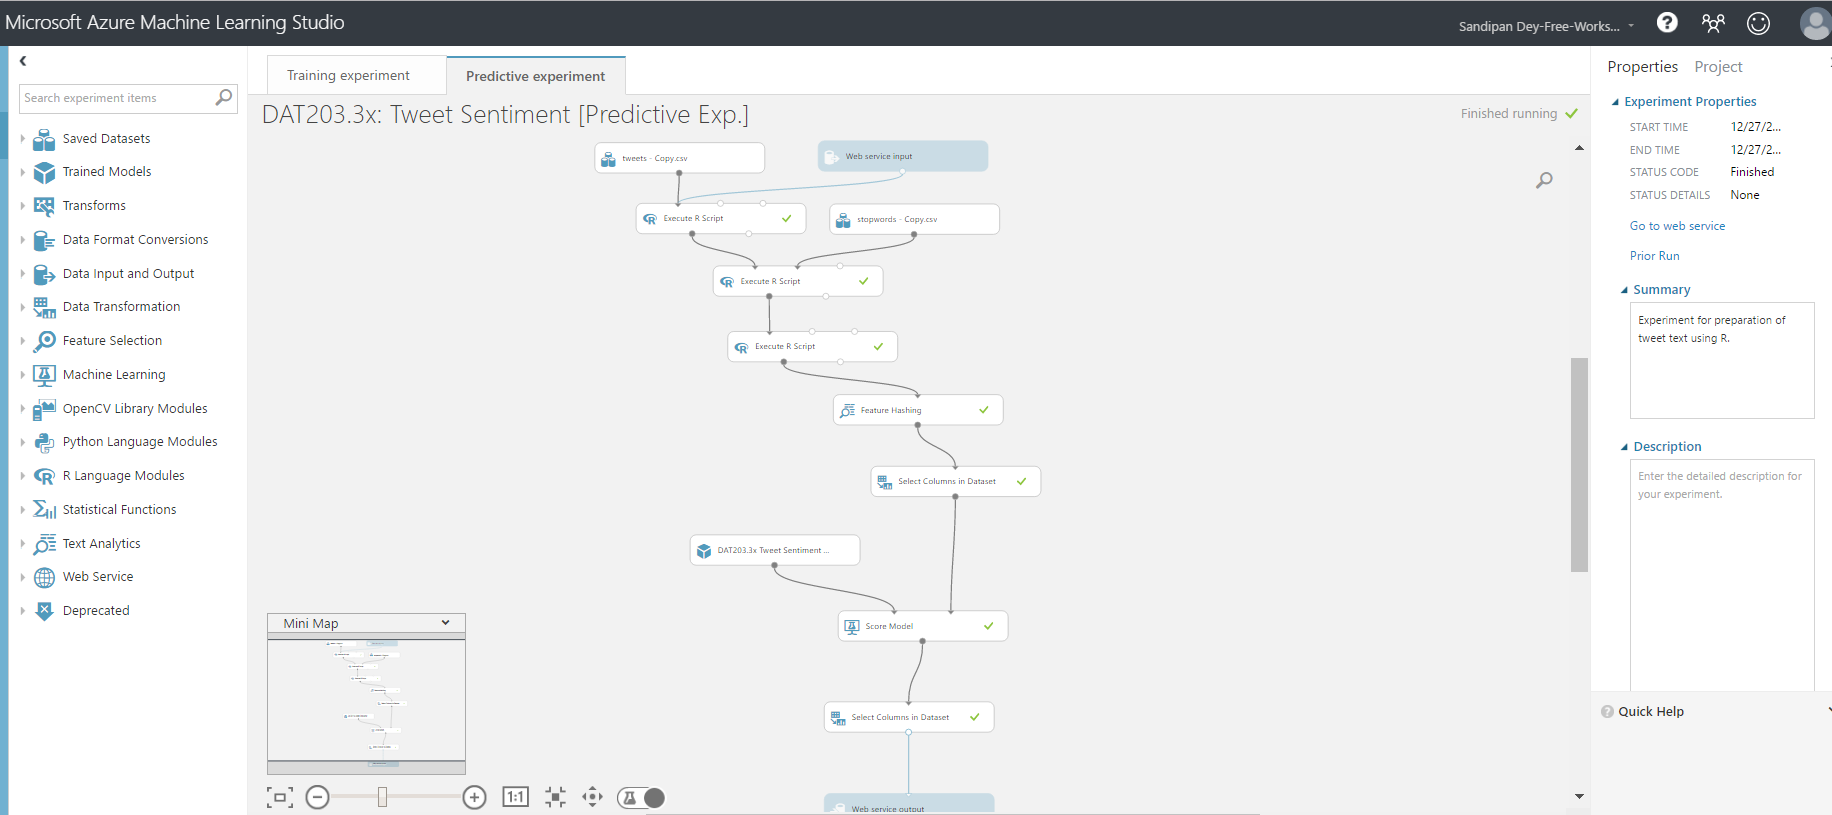 Microsoft Azure Machine Learning Studio
Sandipan Dey-Free-Works...
Search experiment items
Saved Datasets
Trained Models
Transforms
Data Format Conversions
Data Input and Output
Data Transformation
Feature Selection
Machine Learning
OpenCV Library Modules
Python Language Modules
R Language Modules
Statistical Functions
Text Analytics
Web Service
Deprecated
Training experiment
Predictive experiment
DAT203.3x: Tweet Sentiment [Predictive Exp.]
Finished running
tweets - Copy.csv
Web service input
Execute R Script
stopwords - Copy.csv
Execute R Script
Execute R Script
Feature Hashing
Select Columns in Dataset
DAT203.3x Tweet Sentiment ...
Score Model
Select Columns in Dataset
Web service output
Mini Map
1:1
Properties
Project
Experiment Properties
START TIME 12/27/2...
END TIME 12/27/2...
STATUS CODE Finished
STATUS DETAILS None
Go to web service
Prior Run
Summary
Experiment for preparation of
tweet text using R.
Description
Enter the detailed description for
your experiment.
Quick Help